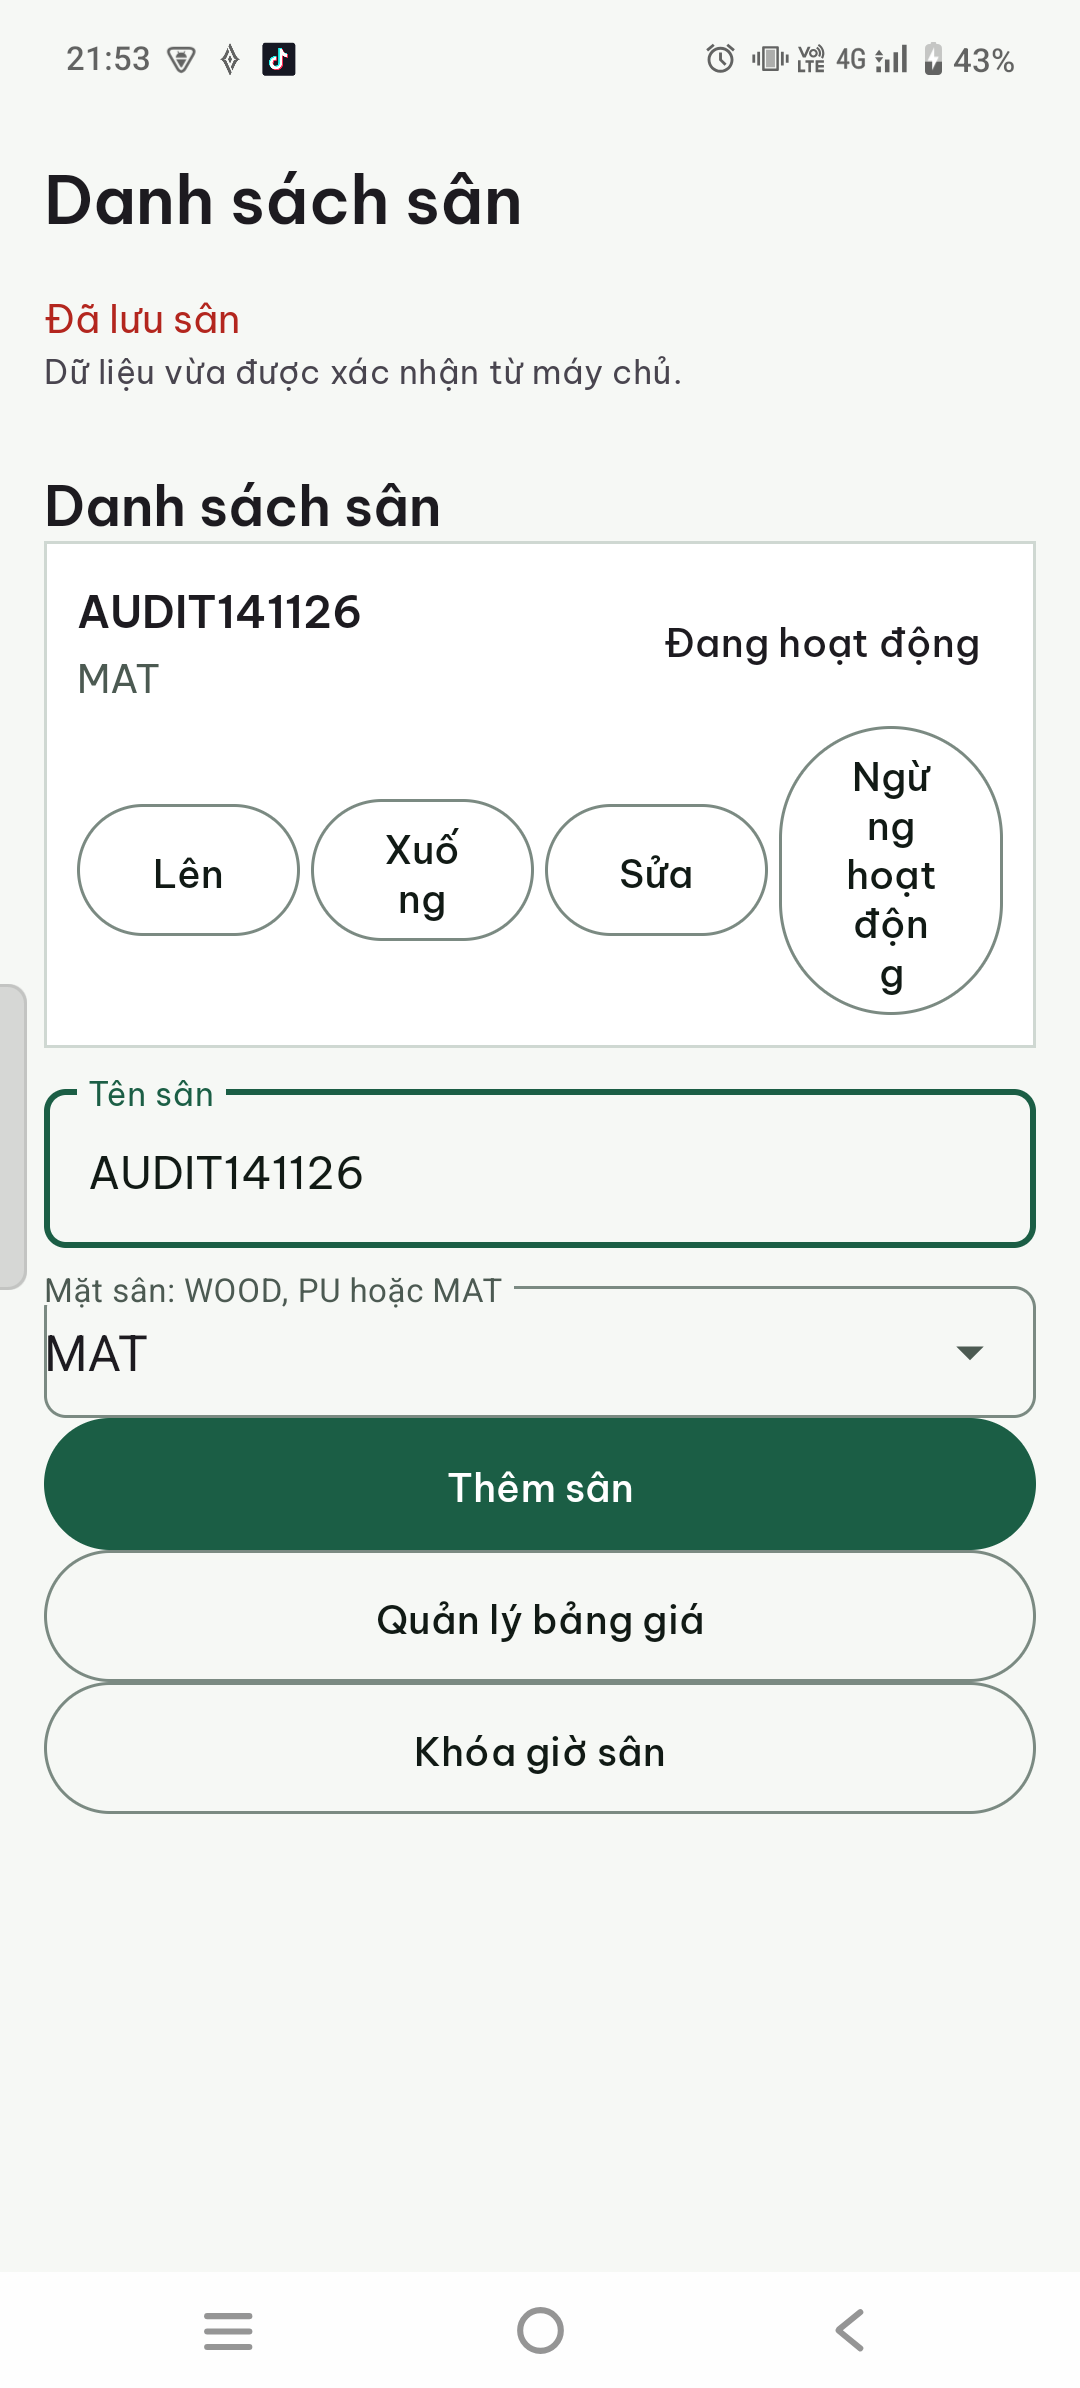 21:53
VoLTE 4G 43%
Danh sách sân
Đã lưu sân
Dữ liệu vừa được xác nhận từ máy chủ.
Danh sách sân
AUDIT141126
MAT
Đang hoạt động
Lên
Xuố
ng
Sửa
Ngừ
ng
hoạt
độn
g
Tên sân
AUDIT141126
Mặt sân: WOOD, PU hoặc MAT
MAT
Thêm sân
Quản lý bảng giá
Khóa giờ sân